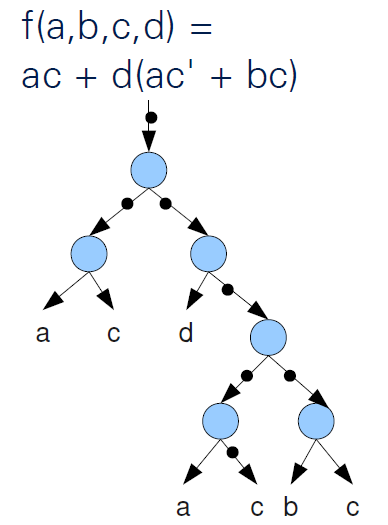 f(a,b,c,d) =
ac + d(ac' + bc)
a c d
a c b c